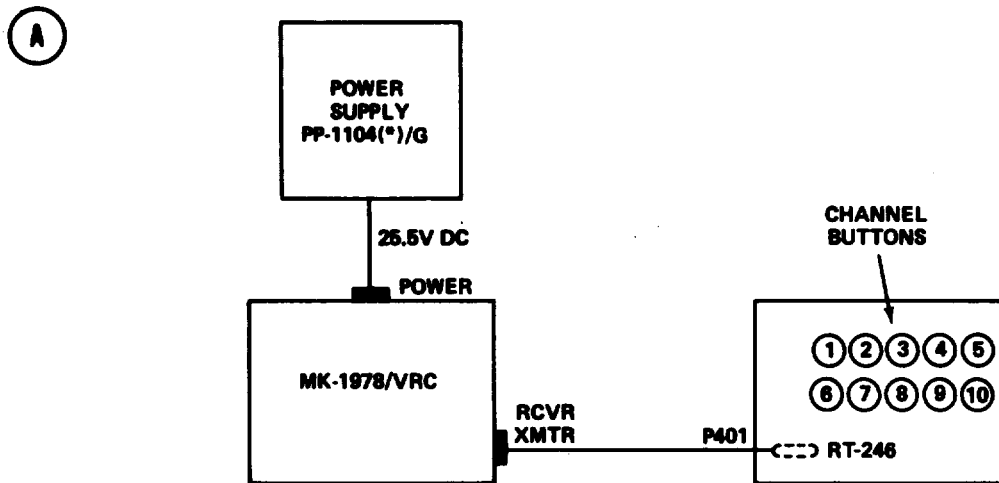 A
POWER
SUPPLY
PP-1104(*)/G
25.5V DC
POWER
MK-1978/VRC
RCVR
XMTR
P401
CHANNEL
BUTTONS
1 2 3 4 5
6 7 8 9 10
RT-246